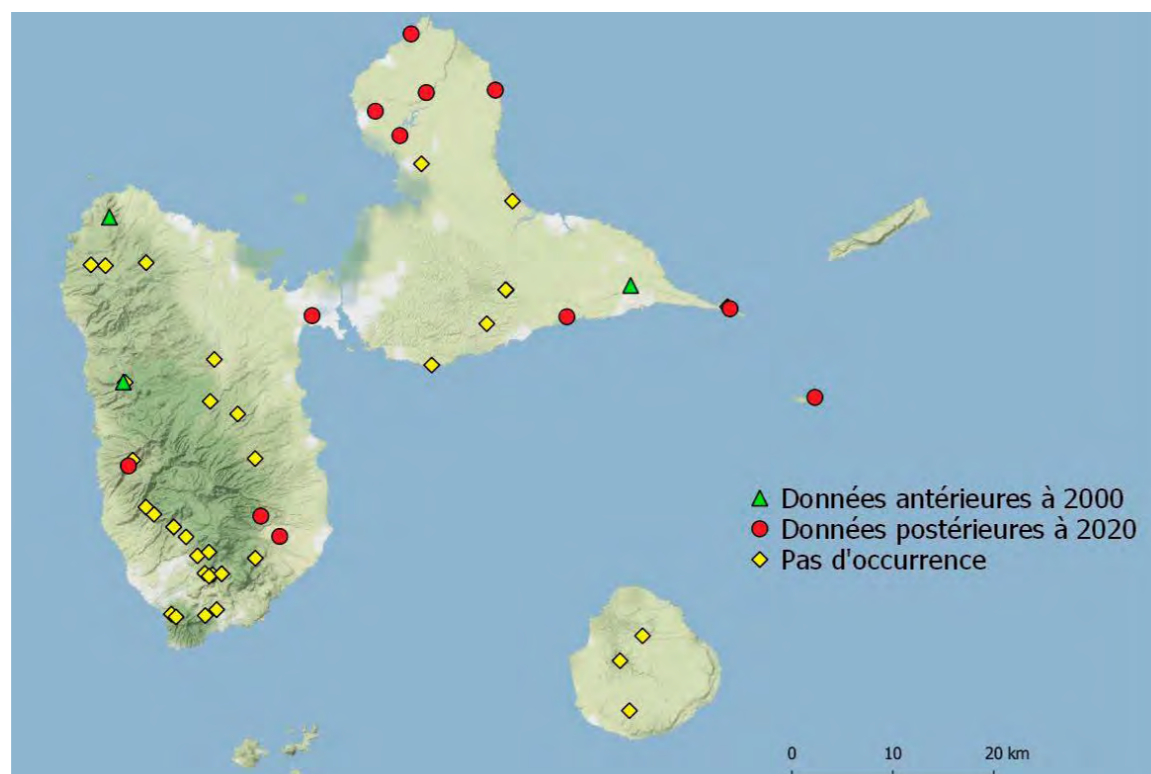 Données antérieures à 2000
Données postérieures à 2020
Pas d'occurrence
0 10 20 km